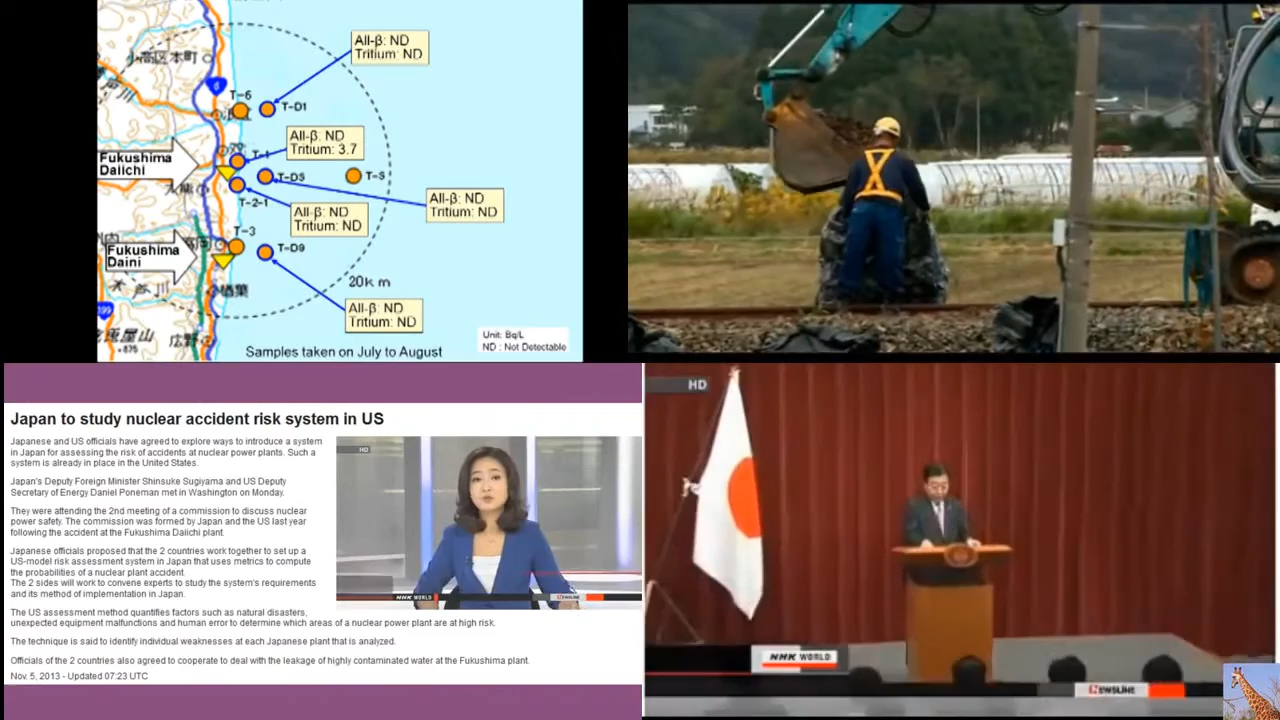 All-β: ND
Tritium: ND
小高区本町
T-6
T-D1
All-β: ND
Tritium: 3.7
Fukushima
Daiichi
T-1
T-D5
T-S
All-β: ND
Tritium: ND
T-2-1
All-β: ND
Tritium: ND
T-3
T-D9
Fukushima
Daini
20km
All-β: ND
Tritium: ND
広野
Unit: Bq/L
ND : Not Detectable
Samples taken on July to August
Japan to study nuclear accident risk system in US
Japanese and US officials have agreed to explore ways to introduce a system
in Japan for assessing the risk of accidents at nuclear power plants. Such a
system is already in place in the United States.
Japan's Deputy Foreign Minister Shinsuke Sugiyama and US Deputy
Secretary of Energy Daniel Poneman met in Washington on Monday.
They were attending the 2nd meeting of a commission to discuss nuclear
power safety. The commission was formed by Japan and the US last year
following the accident at the Fukushima Daiichi plant.
Japanese officials proposed that the 2 countries work together to set up a
US-model risk assessment system in Japan that uses metrics to compute
the probabilities of a nuclear plant accident.
The 2 sides will work to convene experts to study the system's requirements
and its method of implementation in Japan.
The US assessment method quantifies factors such as natural disasters,
unexpected equipment malfunctions and human error to determine which areas of a nuclear power plant are at high risk.
The technique is said to identify individual weaknesses at each Japanese plant that is analyzed.
Officials of the 2 countries also agreed to cooperate to deal with the leakage of highly contaminated water at the Fukushima plant.
Nov. 5, 2013 - Updated 07:23 UTC
HD
NHK WORLD
NEWSLINE
HD
NHK WORLD
NEWSLINE